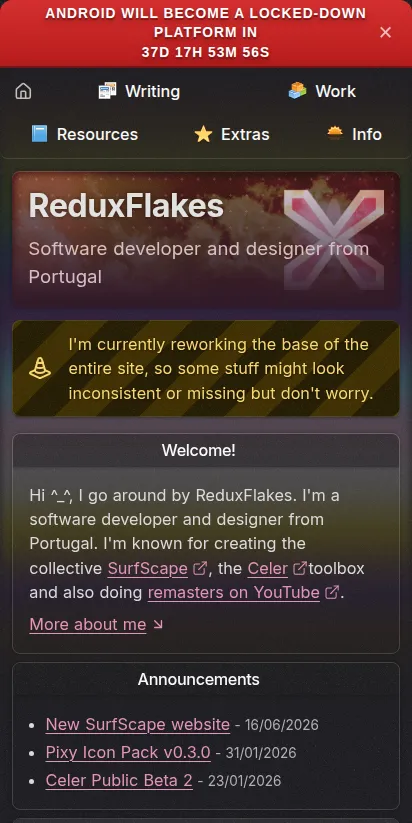 ANDROID WILL BECOME A LOCKED-DOWN
PLATFORM IN
37D 17H 53M 56S
Writing
Work
Resources
Extras
Info
ReduxFlakes
Software developer and designer from
Portugal
I'm currently reworking the base of the
entire site, so some stuff might look
inconsistent or missing but don't worry.
Welcome!
Hi ^_^, I go around by ReduxFlakes. I'm a
software developer and designer from
Portugal. I'm known for creating the
collective SurfScape, the Celer toolbox
and also doing remasters on YouTube.
More about me
Announcements
• New SurfScape website - 16/06/2026
• Pixy Icon Pack v0.3.0 - 31/01/2026
• Celer Public Beta 2 - 23/01/2026